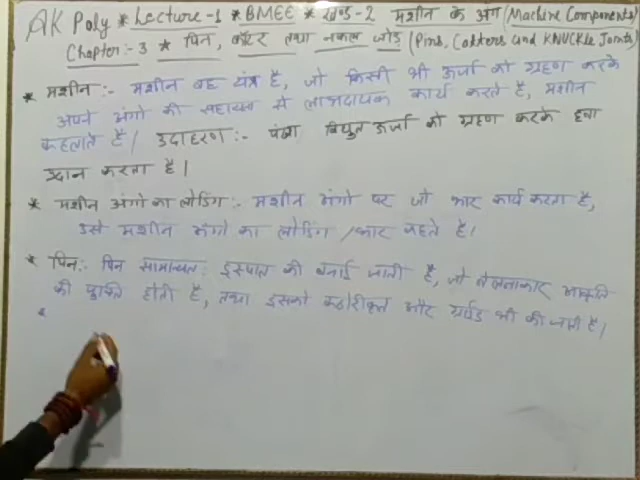 AK Poly * Lecture-1 * BMEE * खण्ड-2 मशीन के अंग (Machine Components)
Chapter:-3 * पिन, कॉटर तथा नकल जोड़ (Pins, Cotters and KNUCKLE Joints)
* मशीन :- मशीन वह यंत्र है, जो किसी भी ऊर्जा को ग्रहण करके
अपने अंगो की सहायता से लाभदायक कार्य करते है, मशीन
कहलाते है। उदाहरण :- पंखा विद्युत ऊर्जा को ग्रहण करके हवा
प्रदान करता है।
* मशीन अंगो का लोडिंग :- मशीन अंगो पर जो भार कार्य करता है,
उसे मशीन अंगो का लोडिंग /भार कहते है।
* पिन:- पिन सामान्यत: इस्पात की बनाई जाती है, जो बेलनाकार आकृति
की होती है, तथा इसको कठोरीकृत और ग्राइंड भी की जाती है।